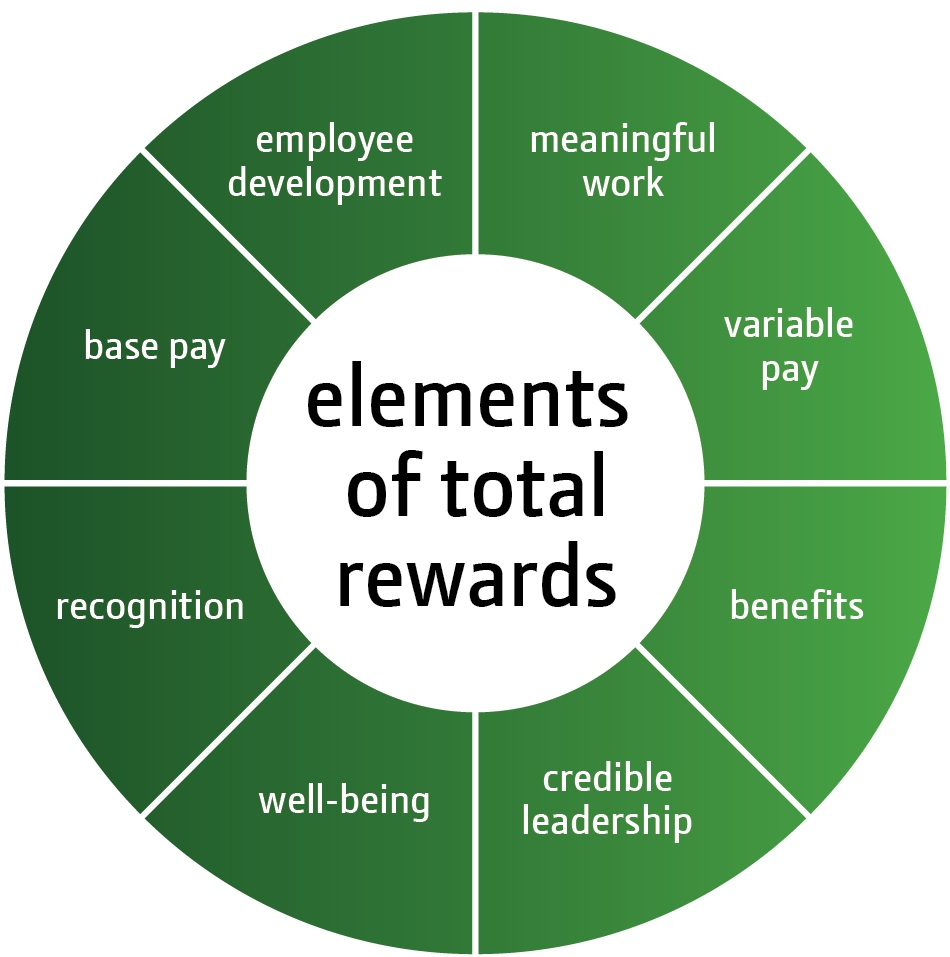 employee
development
meaningful
work
base pay
variable
pay
elements
of total
rewards
recognition
benefits
well-being
credible
leadership